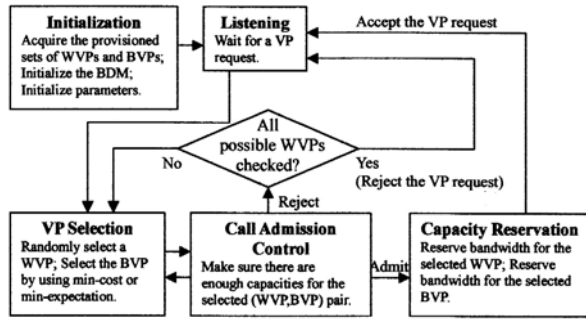 Initialization
Acquire the provisioned
sets of WVPs and BVPs;
Initialize the BDM;
Initialize parameters.
Listening
Wait for a VP
request.
Accept the VP request
All
possible WVPs
checked?
No
Yes
(Reject the VP request)
Reject
VP Selection
Randomly select a
WVP; Select the BVP
by using min-cost or
min-expectation.
Call Admission
Control
Make sure there are
enough capacities for the
selected (WVP,BVP) pair.
Admit
Capacity Reservation
Reserve bandwidth for the
selected WVP; Reserve
bandwidth for the selected
BVP.